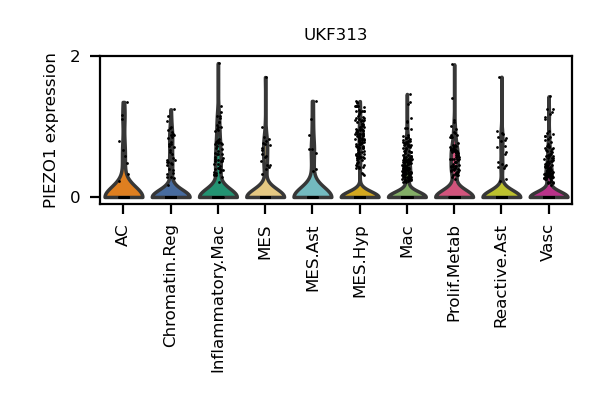 UKF313
PIEZO1 expression
2
0
AC
Chromatin.Reg
Inflammatory.Mac
MES
MES.Ast
MES.Hyp
Mac
Prolif.Metab
Reactive.Ast
Vasc